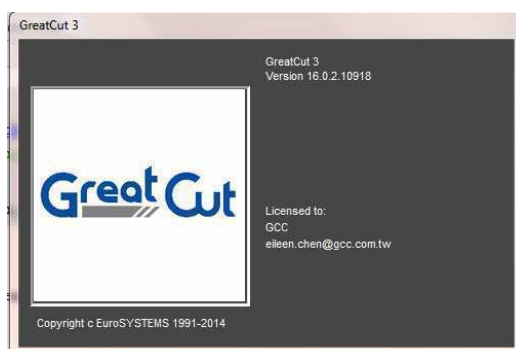 GreatCut 3
GreatCut 3
Version 16.0.2.10918
Great Cut
Licensed to:
GCC
eileen.chen@gcc.com.tw
Copyright c EuroSYSTEMS 1991-2014